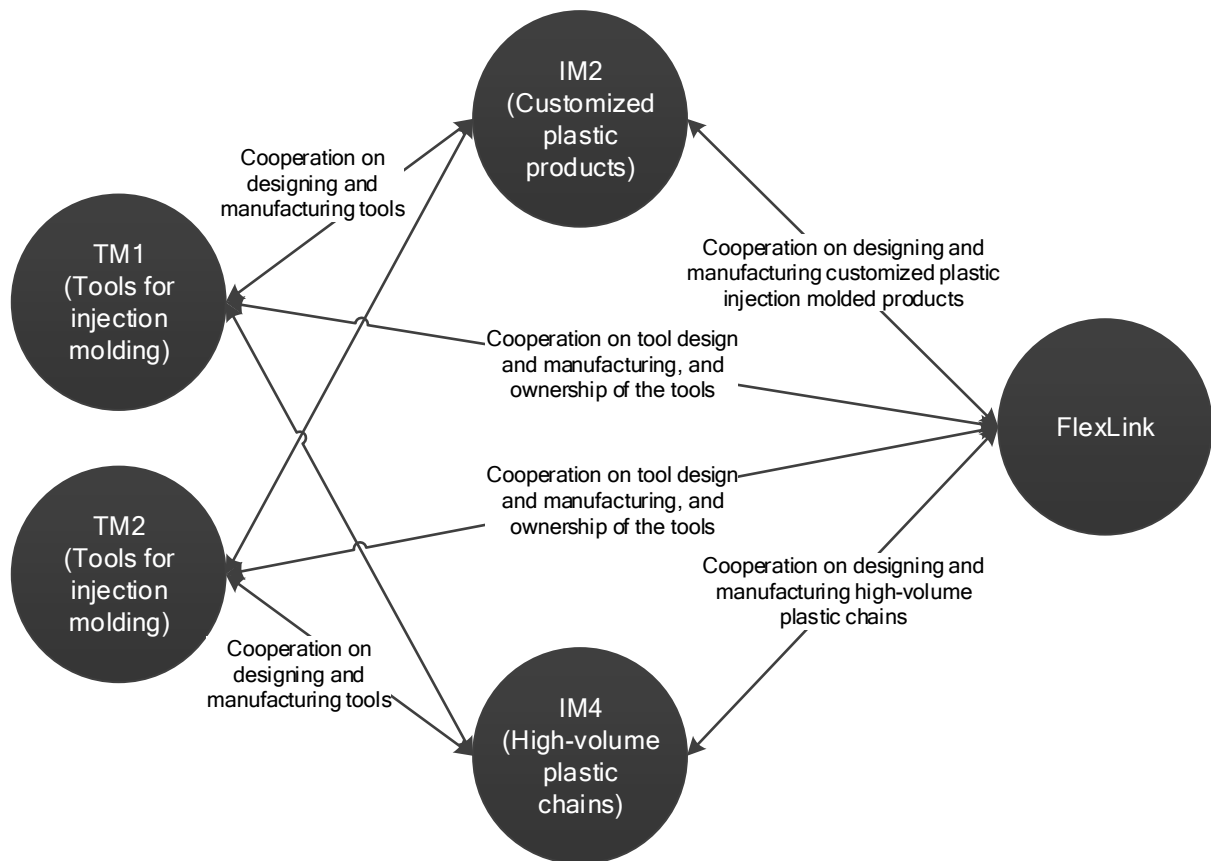 IM2
(Customized
plastic
products)
Cooperation on
designing and
manufacturing tools
TM1
(Tools for
injection
molding)
Cooperation on designing and
manufacturing customized plastic
injection molded products
Cooperation on tool design
and manufacturing, and
ownership of the tools
FlexLink
Cooperation on tool design
and manufacturing, and
ownership of the tools
TM2
(Tools for
injection
molding)
Cooperation on designing and
manufacturing high-volume
plastic chains
Cooperation on
designing and
manufacturing tools
IM4
(High-volume
plastic
chains)